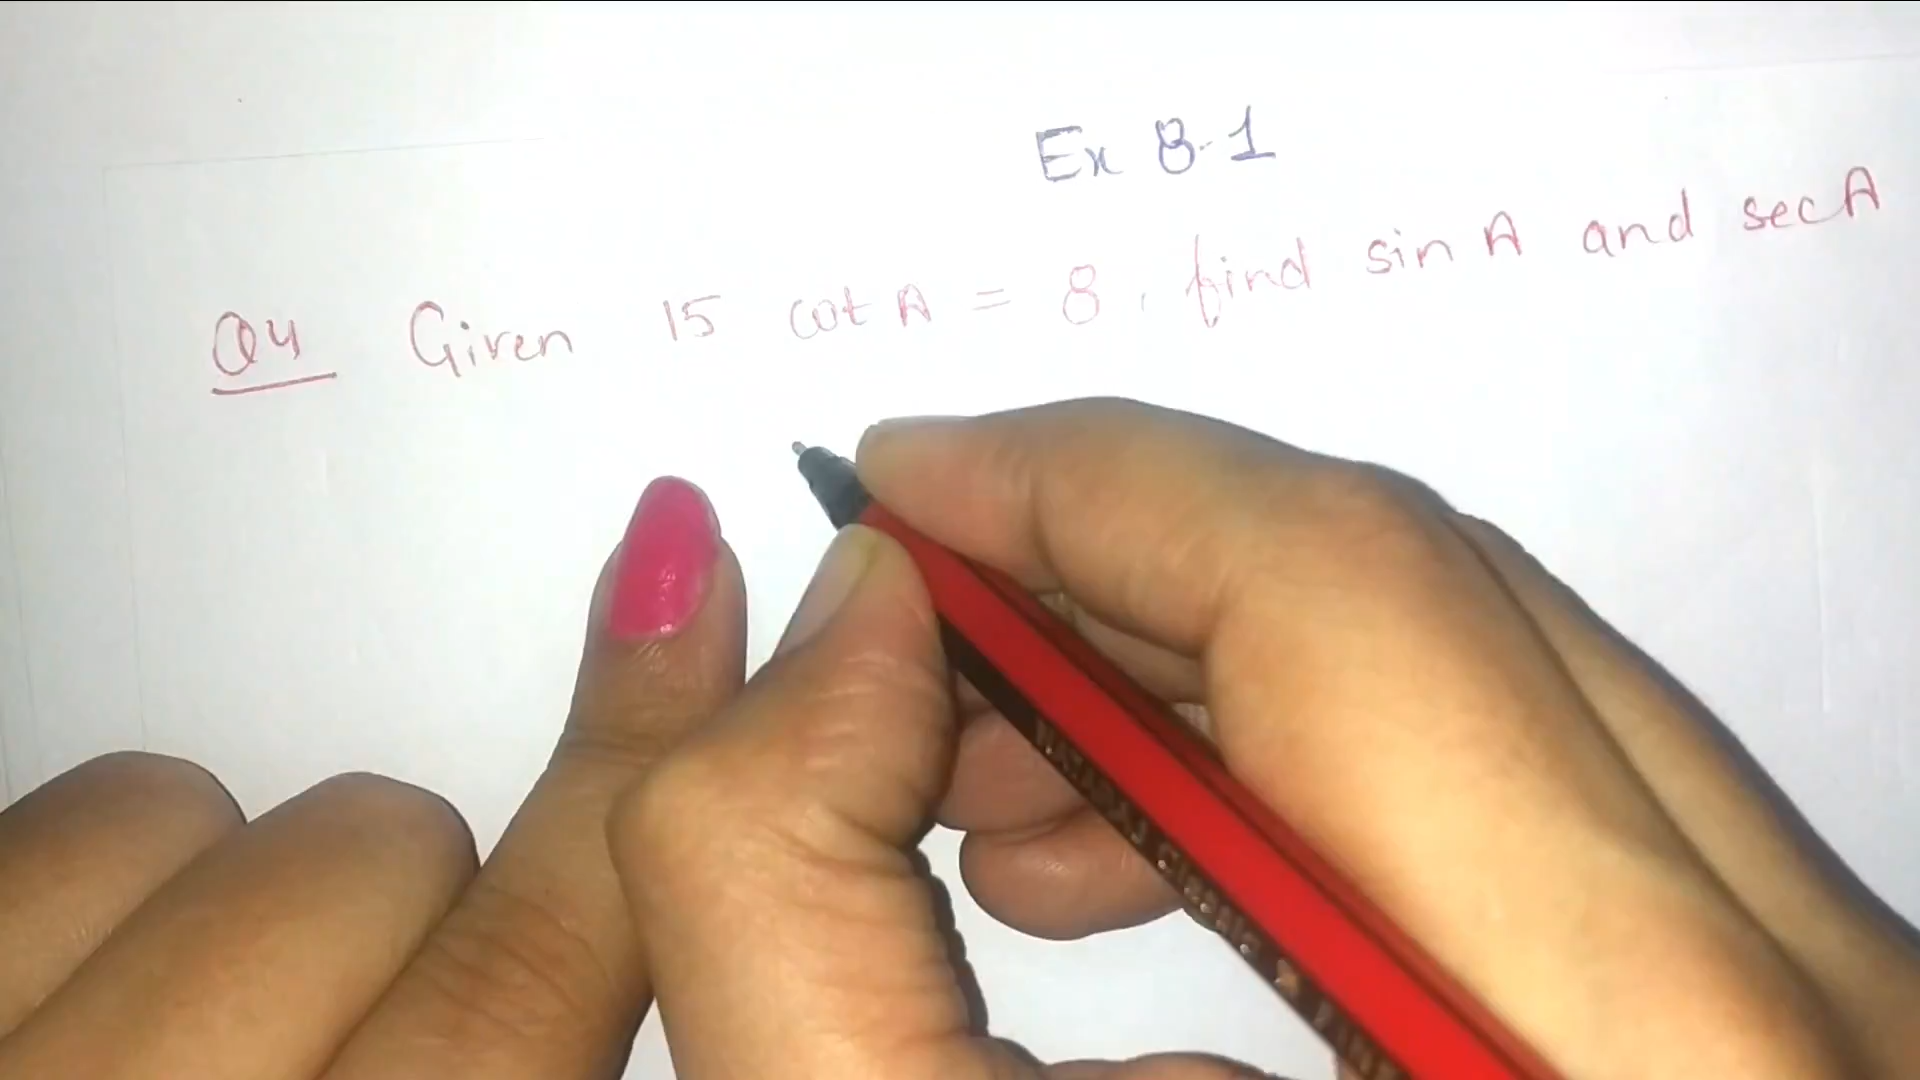 Ex 8.1
Q4 Given 15 cot A = 8, find sin A and sec A